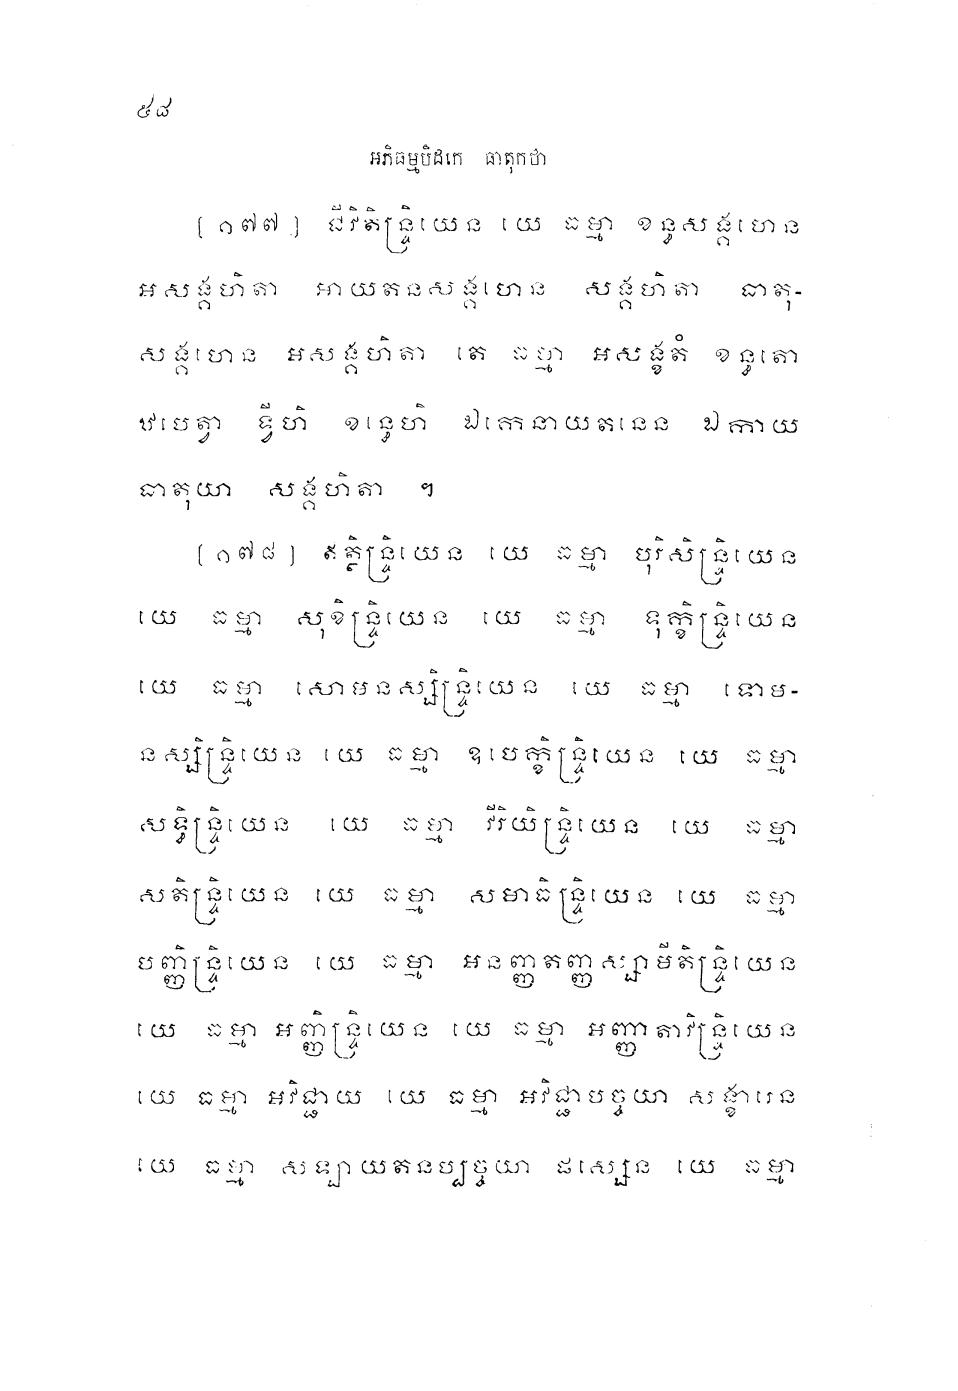 ៥៨
អភិធម្មបិដកេ ធាតុកថា
[១៧៧] ជីវិតិន្ទ្រិយេន យេ ធម្មា ខន្ធសង្គហេន
អសង្គហិតា អាយតនសង្គហេន សង្គហិតា ធាតុ-
សង្គហេន អសង្គហិតា តេ ធម្មា អសង្ខតំ ខន្ធតោ
ឋបេត្វា ទ្វីហិ ខន្ធេហិ ឯកេនាយតនេន ឯកាយ
ធាតុយា សង្គហិតា ។
[១៧៨] ឥត្ថិន្ទ្រិយេន យេ ធម្មា បុរិសិន្ទ្រិយេន
យេ ធម្មា សុខិន្ទ្រិយេន យេ ធម្មា ទុក្ខិន្ទ្រិយេន
យេ ធម្មា សោមនស្សិន្ទ្រិយេន យេ ធម្មា ទោម-
នស្សិន្ទ្រិយេន យេ ធម្មា ឧបេក្ខិន្ទ្រិយេន យេ ធម្មា
សទ្ធិន្ទ្រិយេន យេ ធម្មា វីរិយិន្ទ្រិយេន យេ ធម្មា
សតិន្ទ្រិយេន យេ ធម្មា សមាធិន្ទ្រិយេន យេ ធម្មា
បញ្ញិន្ទ្រិយេន យេ ធម្មា អនញ្ញតញ្ញស្សាមីតិន្ទ្រិយេន
យេ ធម្មា អញ្ញិន្ទ្រិយេន យេ ធម្មា អញ្ញាតាវិន្ទ្រិយេន
យេ ធម្មា អវិជ្ជាយ យេ ធម្មា អវិជ្ជាបច្ចយា សង្ខារេន
យេ ធម្មា សឡាយតនប្បច្ចយា ផស្សេន យេ ធម្មា